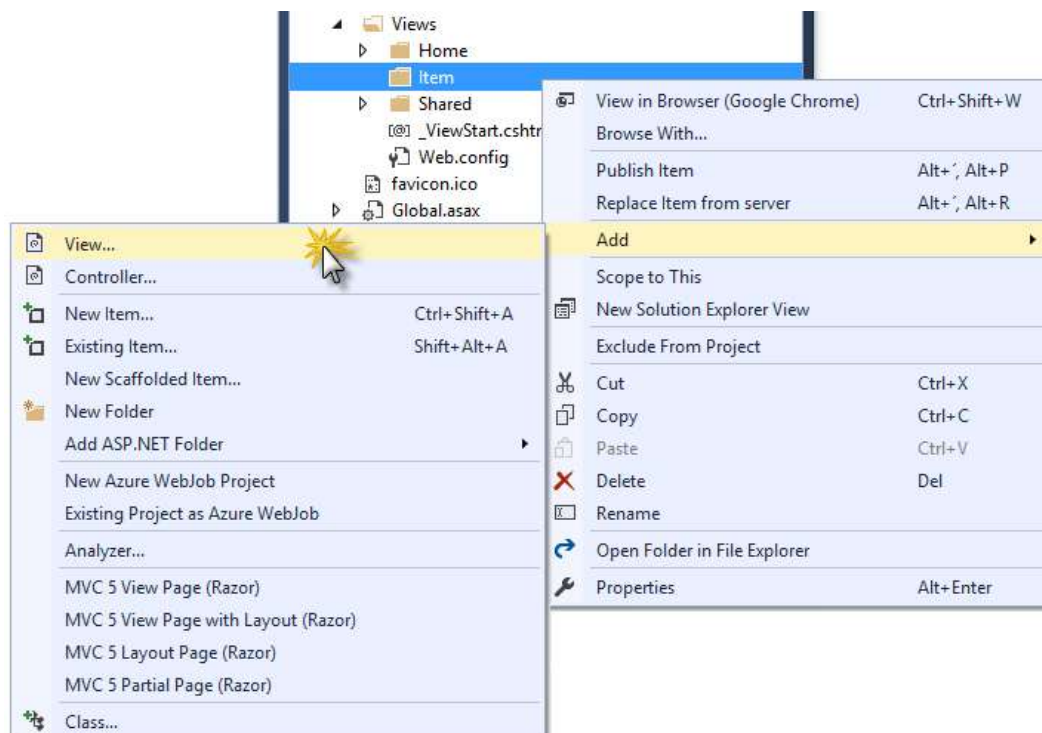 Views
Home
Item
Shared
_ViewStart.cshtr
Web.config
favicon.ico
Global.asax
View in Browser (Google Chrome) Ctrl+Shift+W
Browse With...
Publish Item Alt+´, Alt+P
Replace Item from server Alt+´, Alt+R
Add
Scope to This
New Solution Explorer View
Exclude From Project
Cut Ctrl+X
Copy Ctrl+C
Paste Ctrl+V
Delete Del
Rename
Open Folder in File Explorer
Properties Alt+Enter
View...
Controller...
New Item... Ctrl+Shift+A
Existing Item... Shift+Alt+A
New Scaffolded Item...
New Folder
Add ASP.NET Folder
New Azure WebJob Project
Existing Project as Azure WebJob
Analyzer...
MVC 5 View Page (Razor)
MVC 5 View Page with Layout (Razor)
MVC 5 Layout Page (Razor)
MVC 5 Partial Page (Razor)
Class...